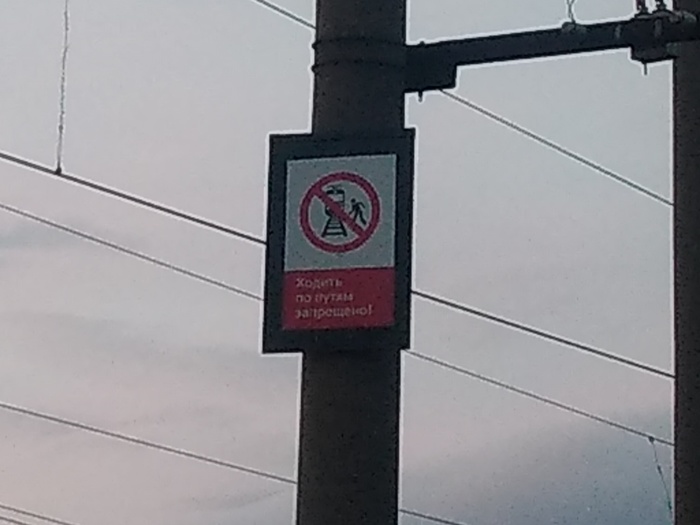 Ходить
по путям
запрещено!